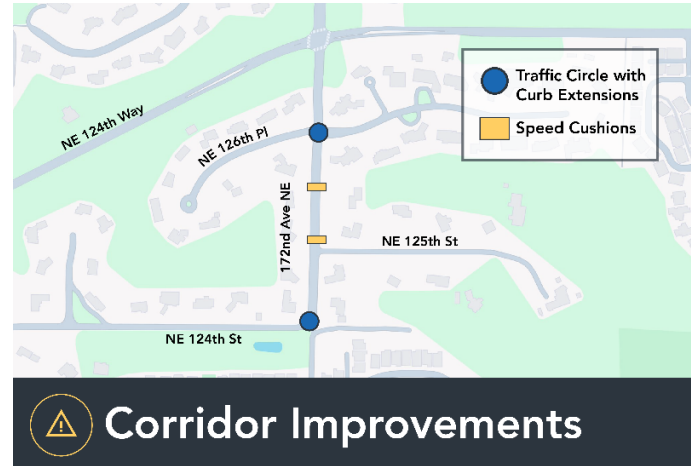 Traffic Circle with
Curb Extensions
Speed Cushions
NE 124th Way
NE 126th Pl
172nd Ave NE
NE 125th St
NE 124th St
Corridor Improvements